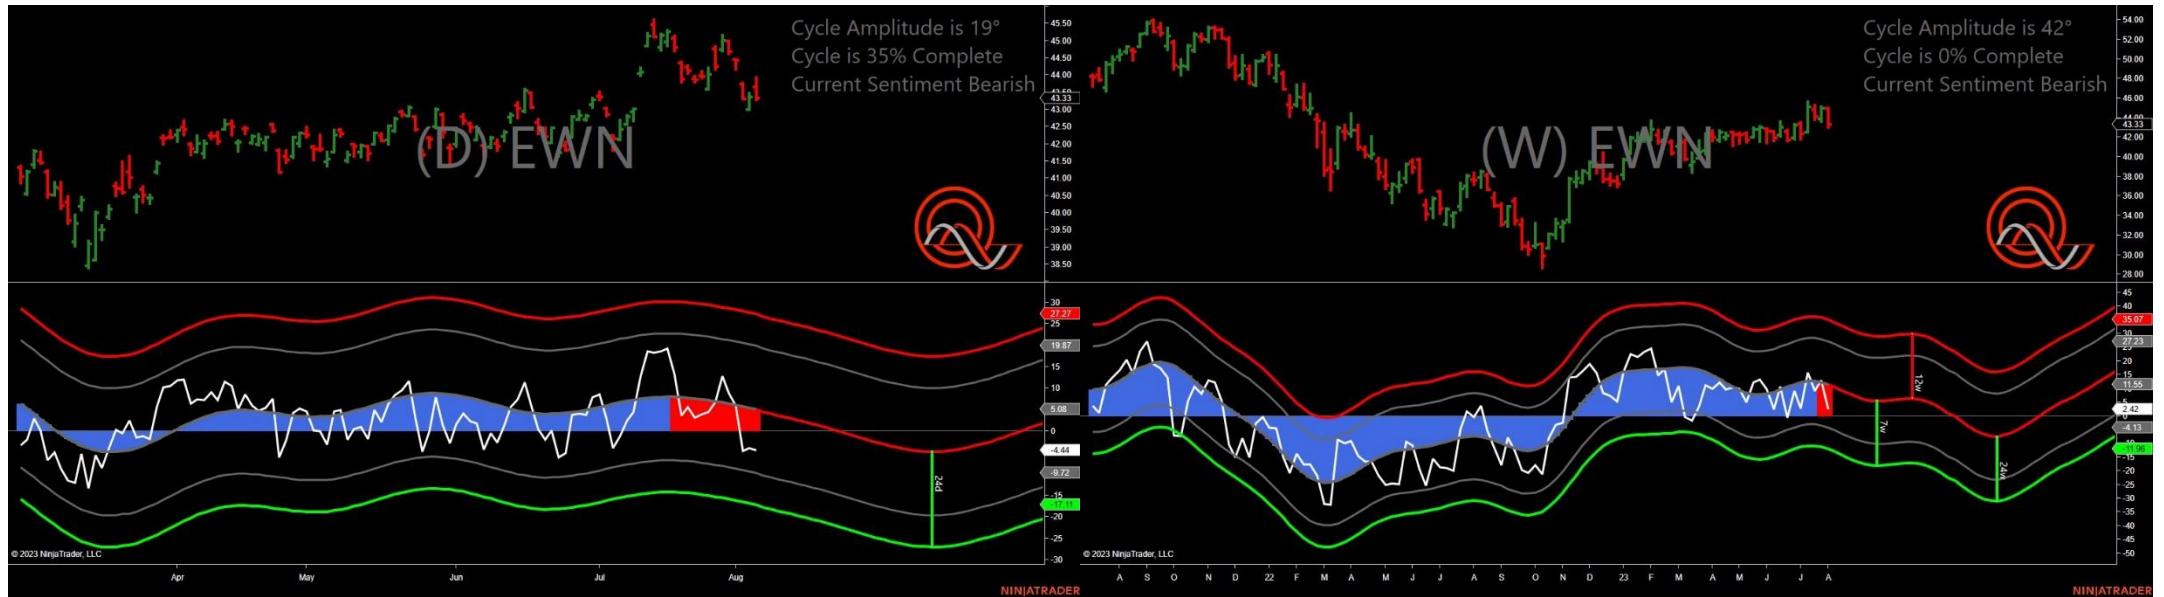 Cycle Amplitude is 19°
Cycle is 35% Complete
Current Sentiment Bearish
(D) EWN
45.50
45.00
44.50
44.00
43.33
43.00
42.50
42.00
41.50
41.00
40.50
40.00
39.50
39.00
38.50
30
27.27
25
19.87
15
10
5.08
0
-4.44
-9.72
-15
-17.11
-20
-25
-30
24d
© 2023 NinjaTrader, LLC
Apr
May
Jun
Jul
Aug
NINJATRADER
Cycle Amplitude is 42°
Cycle is 0% Complete
Current Sentiment Bearish
(W) EWN
54.00
52.00
50.00
48.00
46.00
44.00
43.33
42.00
40.00
38.00
36.00
34.00
32.00
30.00
28.00
45
40
35.07
30
27.23
20
15
11.55
5
2.42
-4.13
-10
-11.96
-15
-20
-25
-30
-35
-40
-45
-50
12w
7w
24w
© 2023 NinjaTrader, LLC
A
S
O
N
D
22
F
M
A
M
J
J
A
S
O
N
D
23
F
M
A
M
J
J
A
NINJATRADER